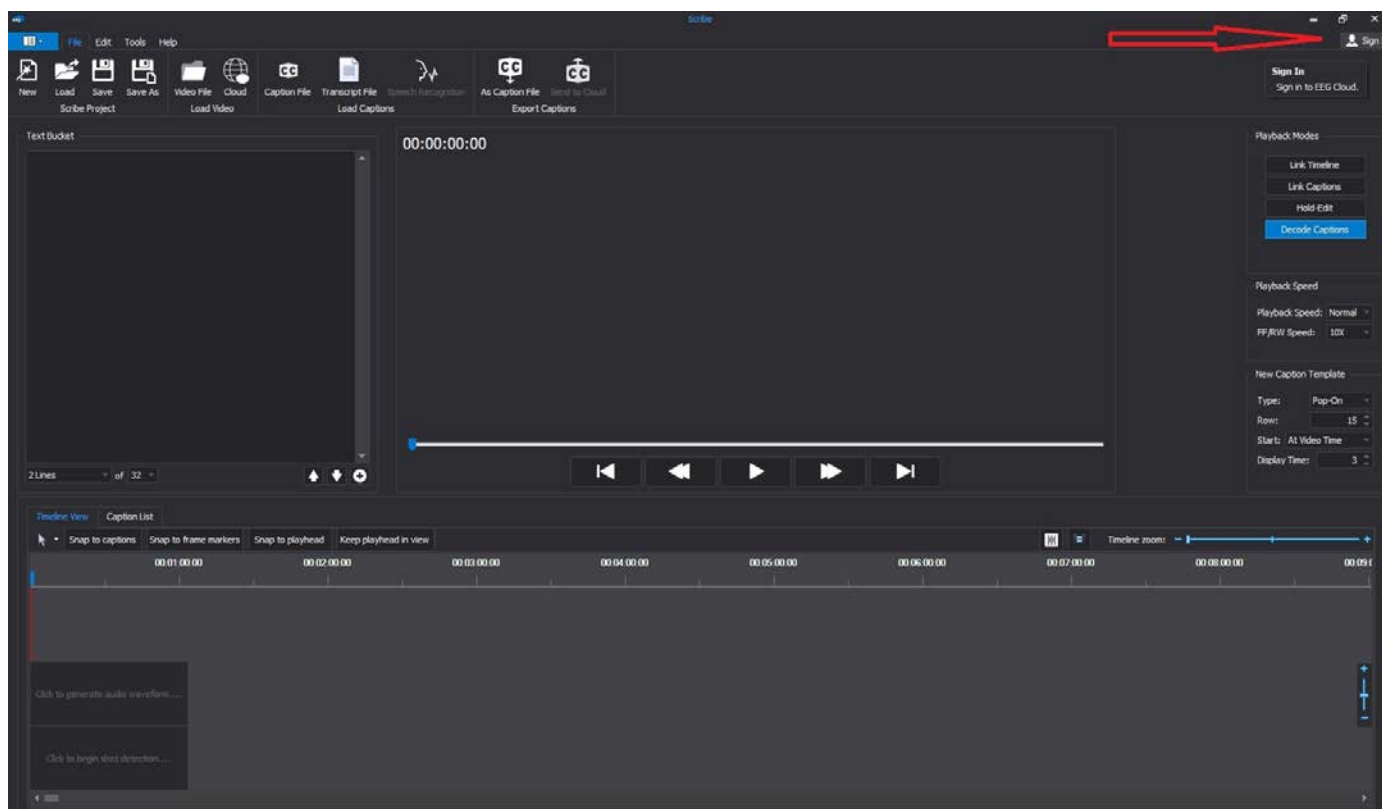 Scribe
File Edit Tools Help
Sign
New Load Save Save As Video File Cloud Caption File Transcript File Speech Recognition As Caption File Send to Cloud
Scribe Project Load Video Load Captions Export Captions
Sign In
Sign in to EEG Cloud.
Text Bucket
00:00:00:00
2 Lines of 32
Playback Modes
Link Timeline
Link Captions
Hold Edit
Decode Captions
Playback Speed
Playback Speed: Normal
FF/RW Speed: 10X
New Caption Template
Type: Pop-On
Row: 15
Start: At Video Time
Display Time: 3
Timeline View Caption List
Snap to captions Snap to frame markers Snap to playhead Keep playhead in view Timeline zoom:
00:01:00:00 00:02:00:00 00:03:00:00 00:04:00:00 00:05:00:00 00:06:00:00 00:07:00:00 00:08:00:00 00:09:0
Click to generate audio waveform.....
Click to begin shot detection.....